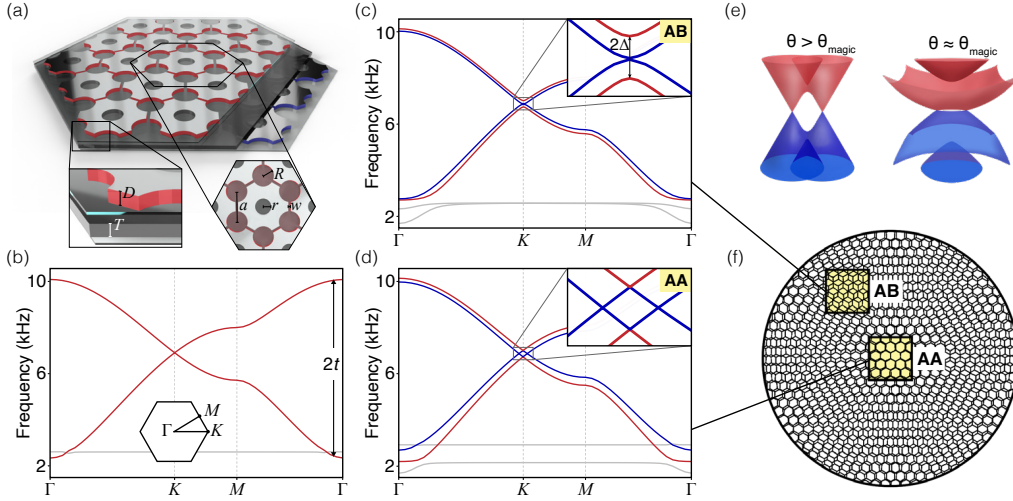 (a)
D
T
R
a
r
w
(b)
Frequency (kHz)
10
6
2
2t
Γ
M
K
Γ
K
M
Γ
(c)
Frequency (kHz)
10
6
2
AB
2Δ
Γ
K
M
Γ
(d)
Frequency (kHz)
10
6
2
AA
Γ
K
M
Γ
(e)
θ > θmagic
θ ≈ θmagic
(f)
AB
AA